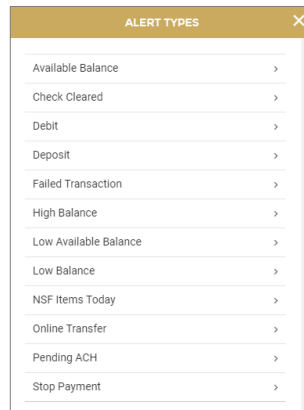 ALERT TYPES
Available Balance
Check Cleared
Debit
Deposit
Failed Transaction
High Balance
Low Available Balance
Low Balance
NSF Items Today
Online Transfer
Pending ACH
Stop Payment